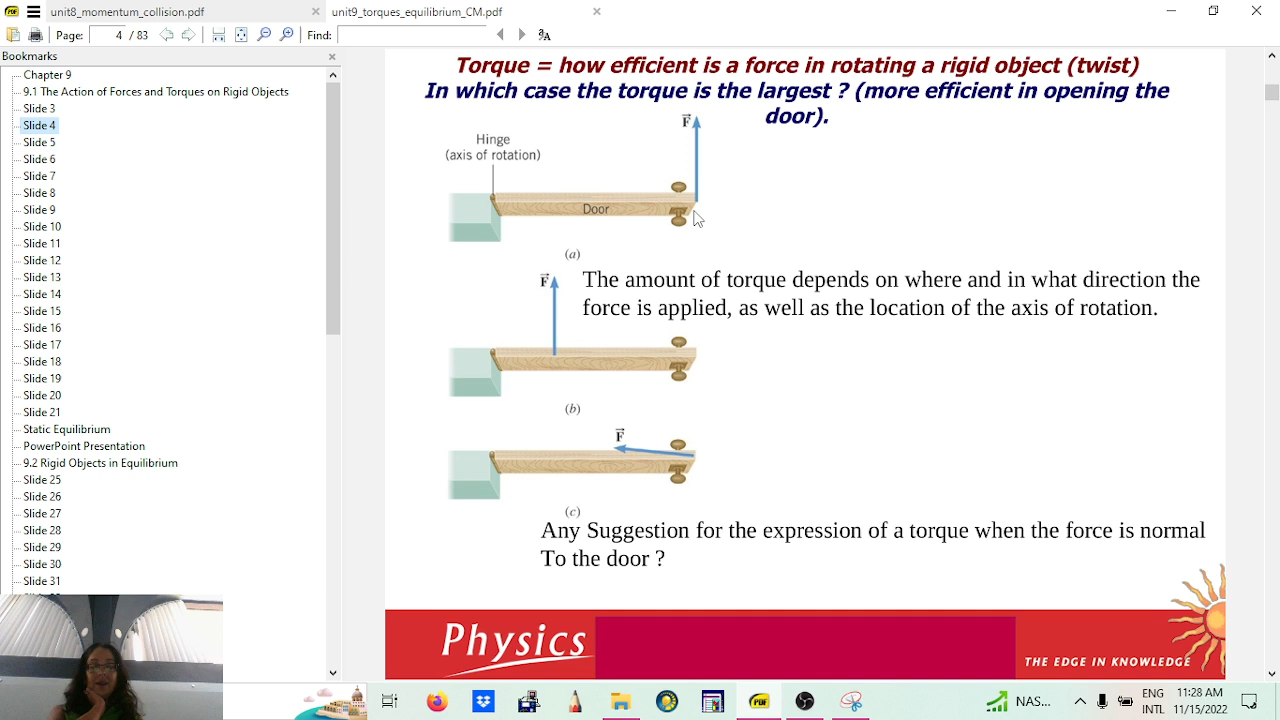 unit8_momentum_collision.pdf
unit9_torques_equilibrium_CM.pdf
Page: 4 / 83
Find:
Bookmarks
Chapter 9
9.1 The Action of Forces and Torques on Rigid Objects
Slide 3
Slide 4
Slide 5
Slide 6
Slide 7
Slide 8
Slide 9
Slide 10
Slide 11
Slide 12
Slide 13
Slide 14
Slide 15
Slide 16
Slide 17
Slide 18
Slide 19
Slide 20
Slide 21
Static Equilibrium
PowerPoint Presentation
9.2 Rigid Objects in Equilibrium
Slide 25
Slide 26
Slide 27
Slide 28
Slide 29
Slide 30
Slide 31
Torque = how efficient is a force in rotating a rigid object (twist)
In which case the torque is the largest ? (more efficient in opening the
door).
F
Hinge
(axis of rotation)
Door
(a)
F
The amount of torque depends on where and in what direction the
force is applied, as well as the location of the axis of rotation.
(b)
F
(c)
Any Suggestion for the expression of a torque when the force is normal
To the door ?
Physics
THE EDGE IN KNOWLEDGE
PDF
NAS...
ENG
INTL
11:28 AM
11/15/2022